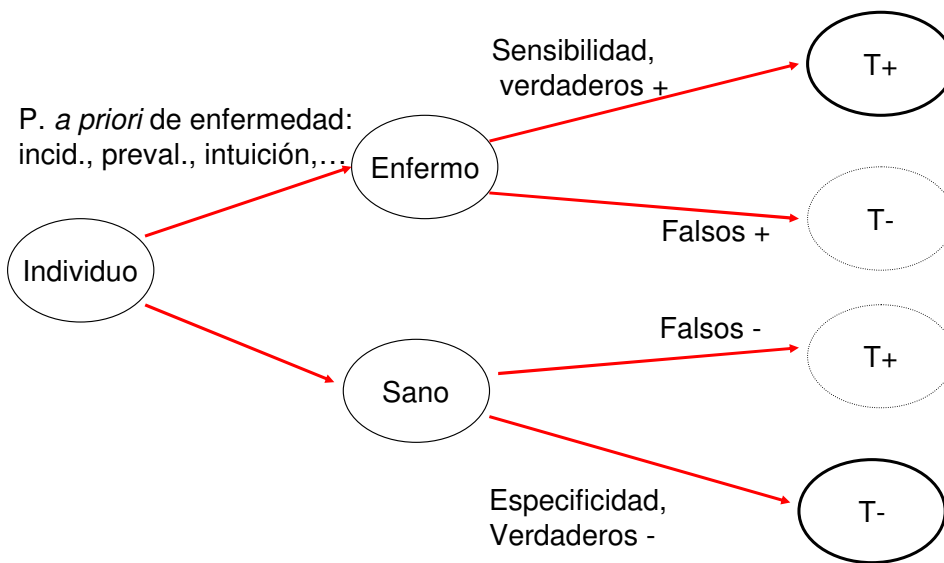 Sensibilidad,
verdaderos +
T+
P. a priori de enfermedad:
incid., preval., intuición,…
Enfermo
T-
Falsos +
Individuo
Falsos -
T+
Sano
Especificidad,
Verdaderos -
T-